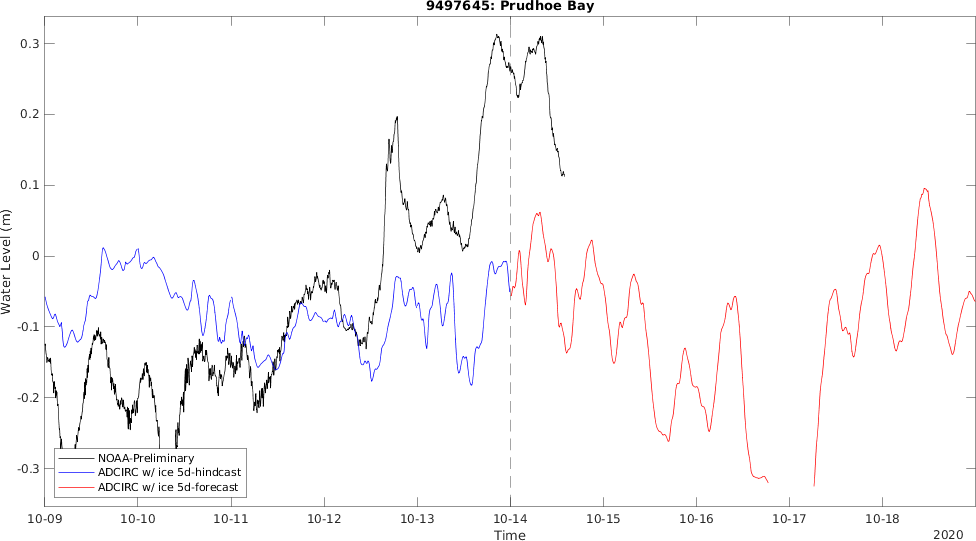 9497645: Prudhoe Bay
Water Level (m)
0.3
0.2
0.1
0
-0.1
-0.2
-0.3
NOAA-Preliminary
ADCIRC w/ ice 5d-hindcast
ADCIRC w/ ice 5d-forecast
10-09 10-10 10-11 10-12 10-13 10-14 10-15 10-16 10-17 10-18
Time
2020